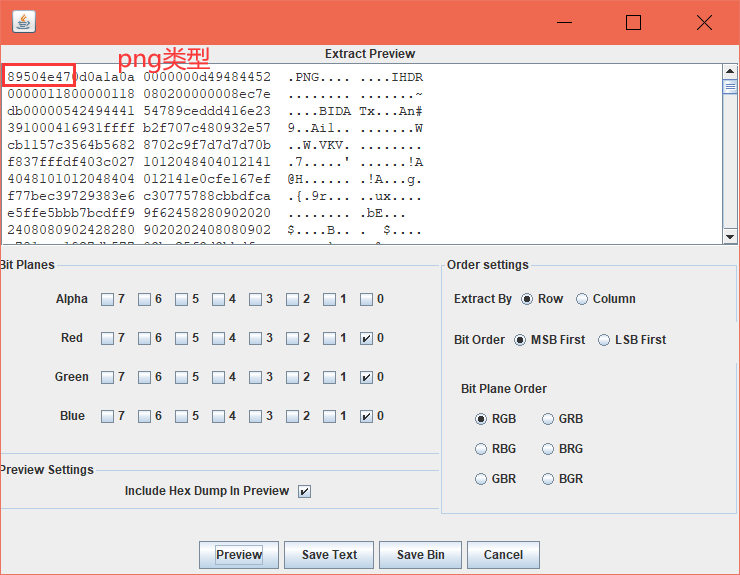 png类型
Extract Preview
89504e470d0a1a0a 0000000d49484452 .PNG.... ....IHDR
0000011800000118 080200000008ec7e ........ .......~
db00000542494441 54789ceddd416e23 ....BIDA Tx...An#
391000416931ffff b2f707c480932e57 9..Ai1.. .......W
cb1157c3564b5682 8702c9f7d7d7d70b ..W.VKV. ........
f837fffdf403c027 1012048404012141 .7.....' ......!A
4048101012048404 012141e0cfe167ef @H...... .!A...g.
f77bec39729383e6 c30775788cbbdfca .{.9r... ..ux....
e5ffe5bbb7bcdff9 9f62458280902020 ........ .bE...
2408080902428280 9020202408080902 $....B.. . $....
Bit Planes
Alpha 7 6 5 4 3 2 1 0
Red 7 6 5 4 3 2 1 0
Green 7 6 5 4 3 2 1 0
Blue 7 6 5 4 3 2 1 0
Preview Settings
Include Hex Dump In Preview
Order settings
Extract By Row Column
Bit Order MSB First LSB First
Bit Plane Order
RGB GRB
RBG BRG
GBR BGR
Preview Save Text Save Bin Cancel